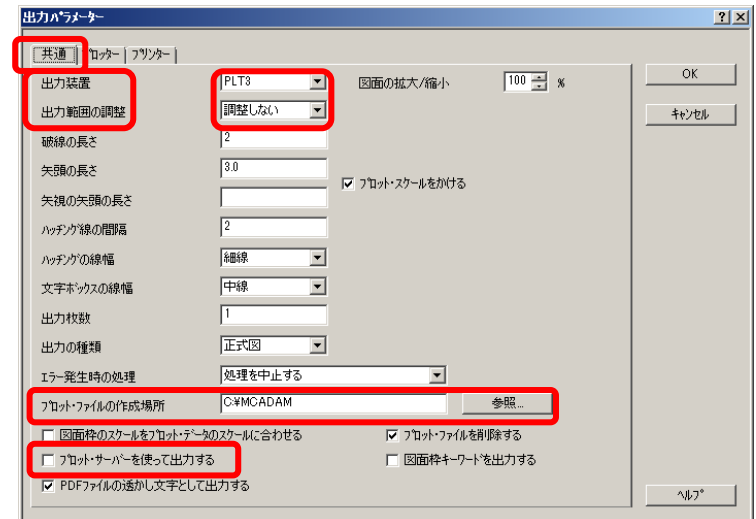 出力ﾊﾟﾗﾒｰﾀｰ
共通 ﾌﾟﾛｯﾀｰ ﾌﾟﾘﾝﾀｰ
出力装置 PLT3 図面の拡大/縮小 100 % OK
出力範囲の調整 調整しない ｷｬﾝｾﾙ
破線の長さ 2
矢頭の長さ 3.0
ﾌﾟﾛｯﾄ･ｽｹｰﾙをかける
矢視の矢頭の長さ
ﾊｯﾁﾝｸﾞ線の間隔 2
ﾊｯﾁﾝｸﾞの線幅 細線
文字ﾎﾞｯｸｽの線幅 中線
出力枚数 1
出力の種類 正式図
ｴﾗｰ発生時の処理 処理を中止する
ﾌﾟﾛｯﾄ･ﾌｧｲﾙの作成場所 C:¥MCADAM 参照...
図面枠のｽｹｰﾙをﾌﾟﾛｯﾄ･ﾃﾞｰﾀのｽｹｰﾙに合わせる ﾌﾟﾛｯﾄ･ﾌｧｲﾙを削除する
ﾌﾟﾛｯﾄ･ｻｰﾊﾞｰを使って出力する 図面枠ｷｰﾜｰﾄﾞを出力する
PDFﾌｧｲﾙの透かし文字として出力する ﾍﾙﾌﾟ